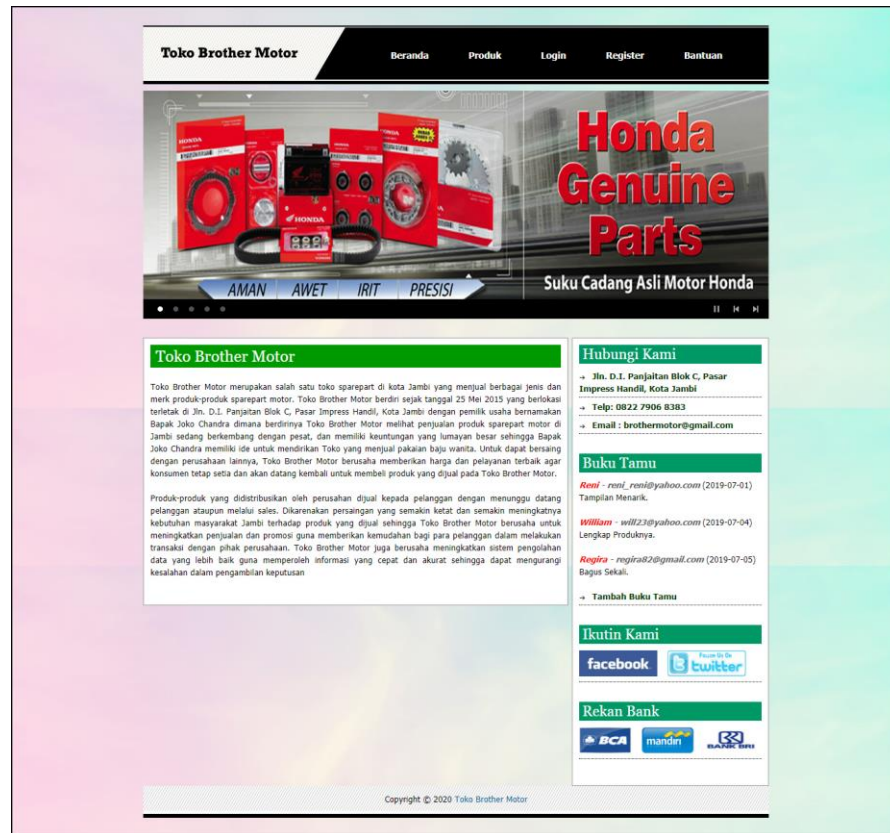 Toko Brother Motor
Beranda Produk Login Register Bantuan
Honda
Genuine
Parts
HONDA
AMAN AWET IRIT PRESISI
Suku Cadang Asli Motor Honda
Toko Brother Motor
Toko Brother Motor merupakan salah satu toko sparepart di kota Jambi yang menjual berbagai jenis dan
merk produk-produk sparepart motor. Toko Brother Motor berdiri sejak tanggal 25 Mei 2015 yang berlokasi
terletak di Jln. D.I. Panjaitan Blok C, Pasar Impress Handil, Kota Jambi dengan pemilik usaha bernamakan
Bapak Joko Chandra dimana berdirinya Toko Brother Motor melihat penjualan produk sparepart motor di
Jambi sedang berkembang dengan pesat, dan memiliki keuntungan yang lumayan besar sehingga Bapak
Joko Chandra memiliki ide untuk mendirikan Toko yang menjual pakaian baju wanita. Untuk dapat bersaing
dengan perusahaan lainnya, Toko Brother Motor berusaha memberikan harga dan pelayanan terbaik agar
konsumen tetap setia dan akan datang kembali untuk membeli produk yang dijual pada Toko Brother Motor.
Produk-produk yang didistribusikan oleh perusahan dijual kepada pelanggan dengan menunggu datang
pelanggan ataupun melalui sales. Dikarenakan persaingan yang semakin ketat dan semakin meningkatnya
kebutuhan masyarakat Jambi terhadap produk yang dijual sehingga Toko Brother Motor berusaha untuk
meningkatkan penjualan dan promosi guna memberikan kemudahan bagi para pelanggan dalam melakukan
transaksi dengan pihak perusahaan. Toko Brother Motor juga berusaha meningkatkan sistem pengolahan
data yang lebih baik guna memperoleh informasi yang cepat dan akurat sehingga dapat mengurangi
kesalahan dalam pengambilan keputusan
Hubungi Kami
→ Jln. D.I. Panjaitan Blok C, Pasar
Impress Handil, Kota Jambi
→ Telp: 0822 7906 8383
→ Email : brothermotor@gmail.com
Buku Tamu
Reni - reni_reni@yahoo.com (2019-07-01)
Tampilan Menarik.
William - will23@yahoo.com (2019-07-04)
Lengkap Produknya.
Regira - regira82@gmail.com (2019-07-05)
Bagus Sekali.
→ Tambah Buku Tamu
Ikutin Kami
facebook
Follow Us On
twitter
Rekan Bank
BCA mandiri BANK BRI
Copyright © 2020 Toko Brother Motor